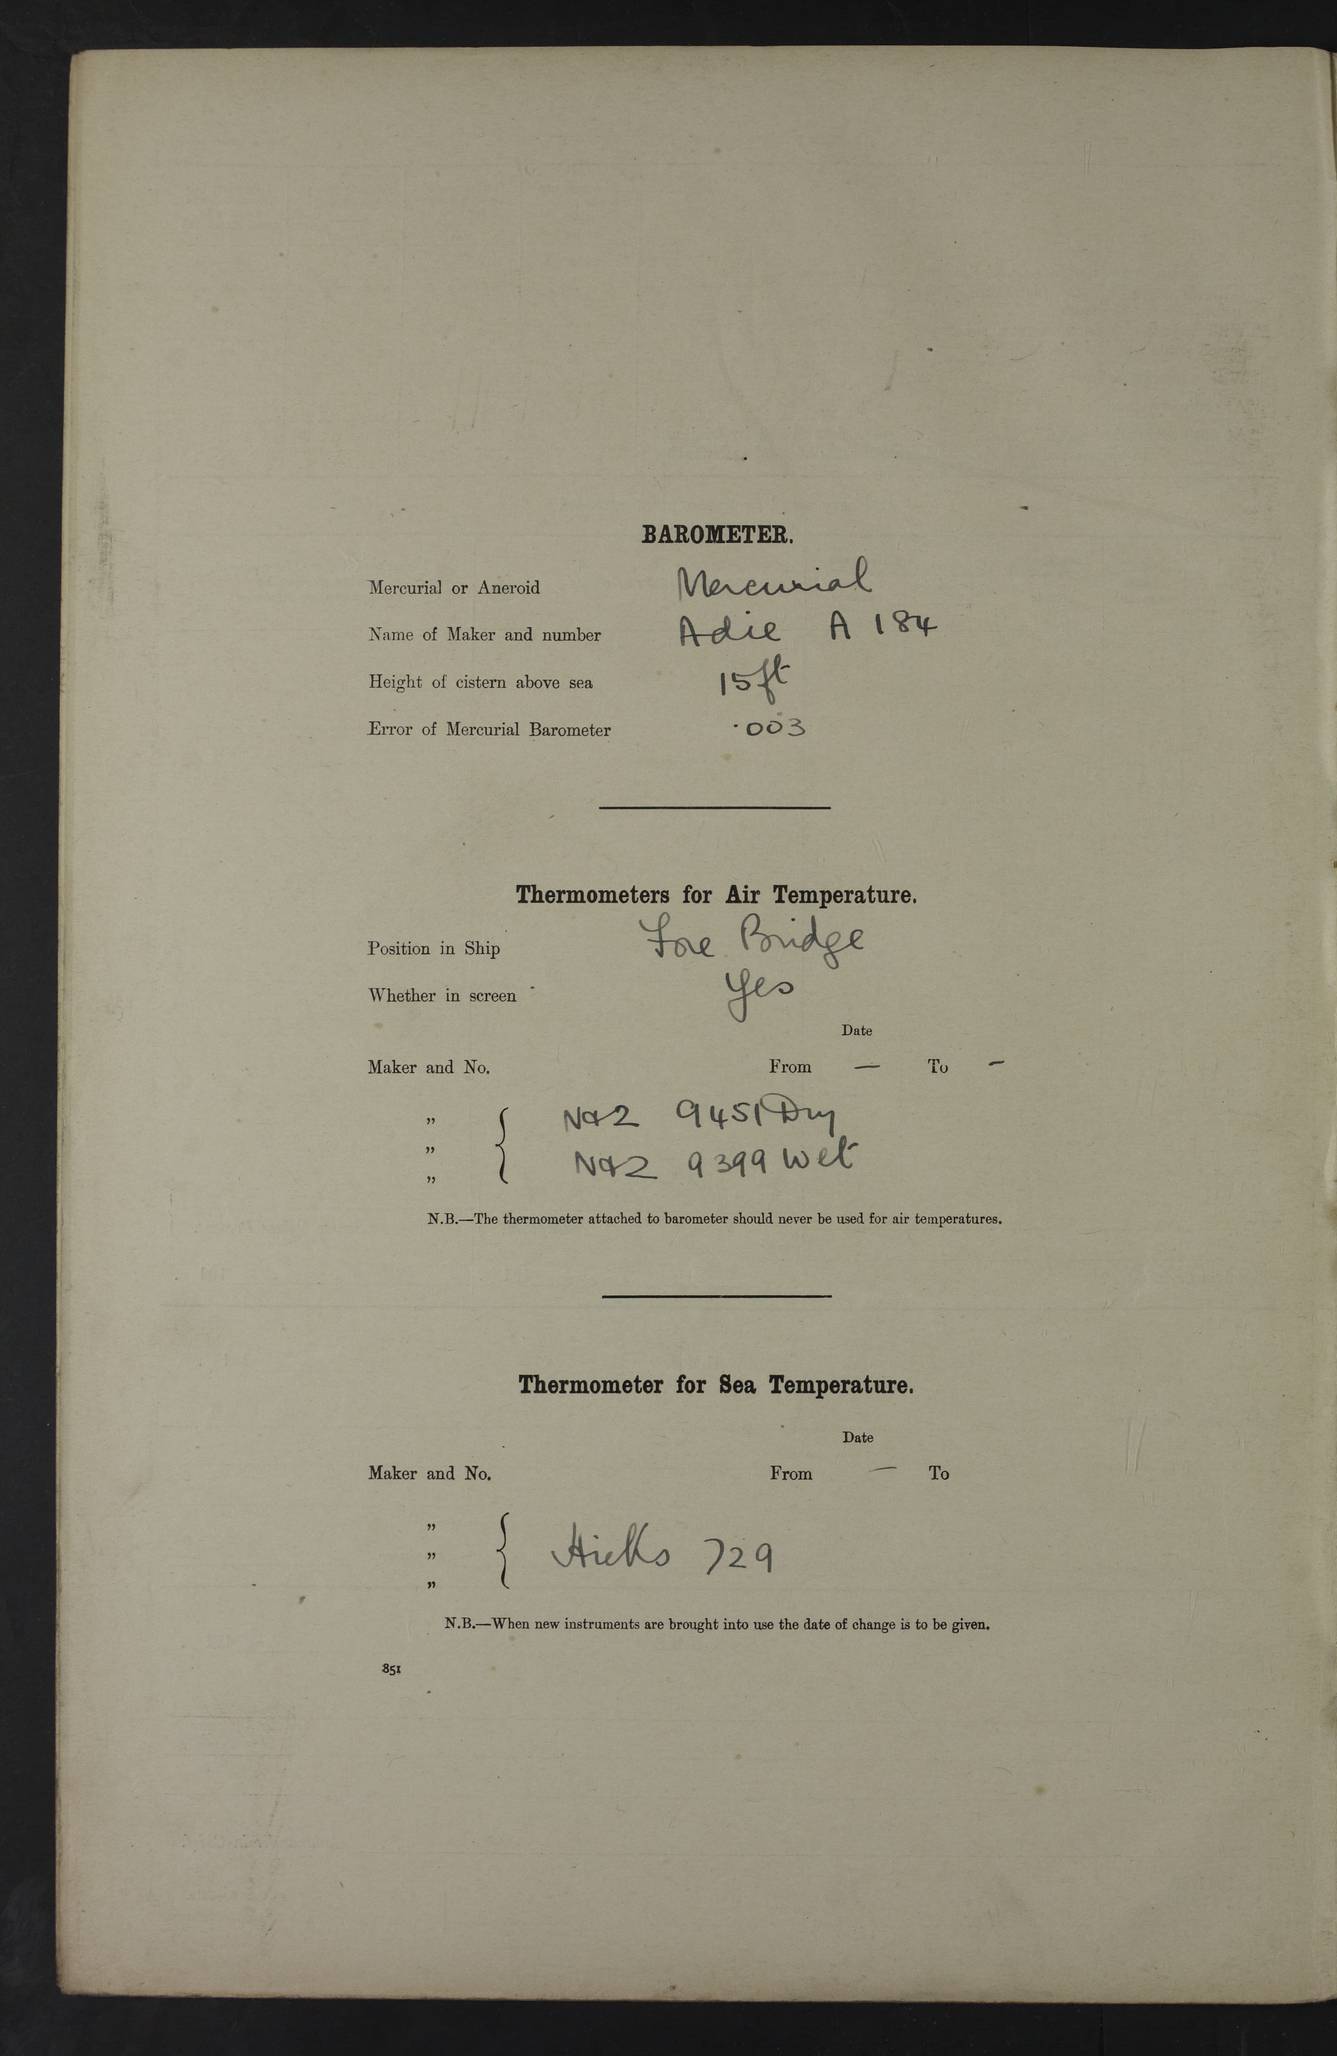 BAROMETER.
Mercurial or Aneroid Mercurial
Name of Maker and number Adie A 184
Height of cistern above sea 15ft
Error of Mercurial Barometer ·003
Thermometers for Air Temperature.
Position in Ship Fore Bridge
Whether in screen Yes
Date
Maker and No. From — To –
„ N&Z 9451 Dry
„ N&Z 9399 Wet
„
N.B.—The thermometer attached to barometer should never be used for air temperatures.
Thermometer for Sea Temperature.
Date
Maker and No. From — To
„
„ Hicks 729
„
N.B.—When new instruments are brought into use the date of change is to be given.
851